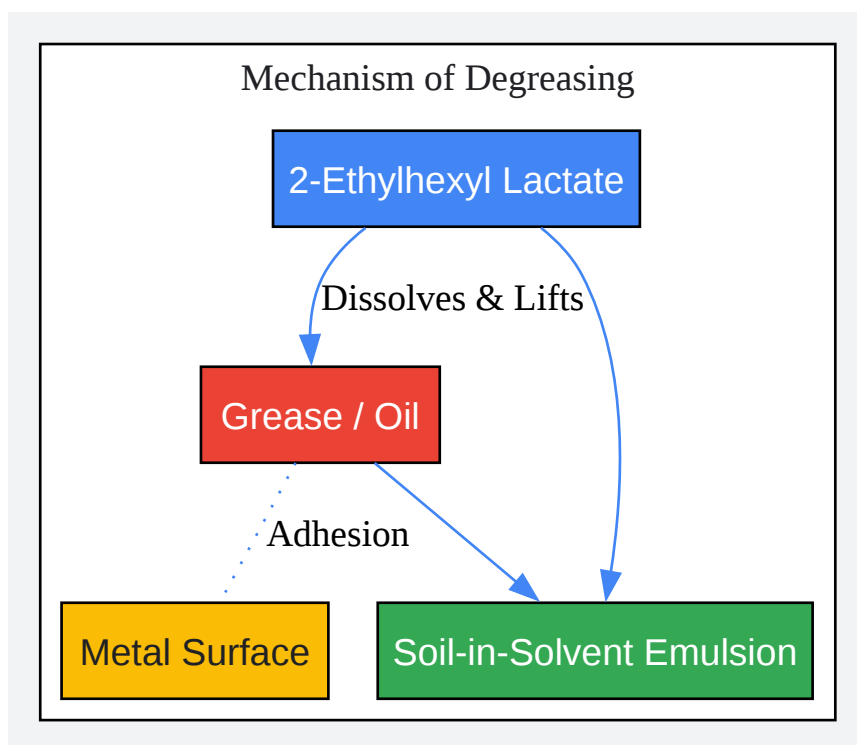 Mechanism of Degreasing
2-Ethylhexyl Lactate
Dissolves & Lifts
Grease / Oil
Adhesion
Metal Surface
Soil-in-Solvent Emulsion